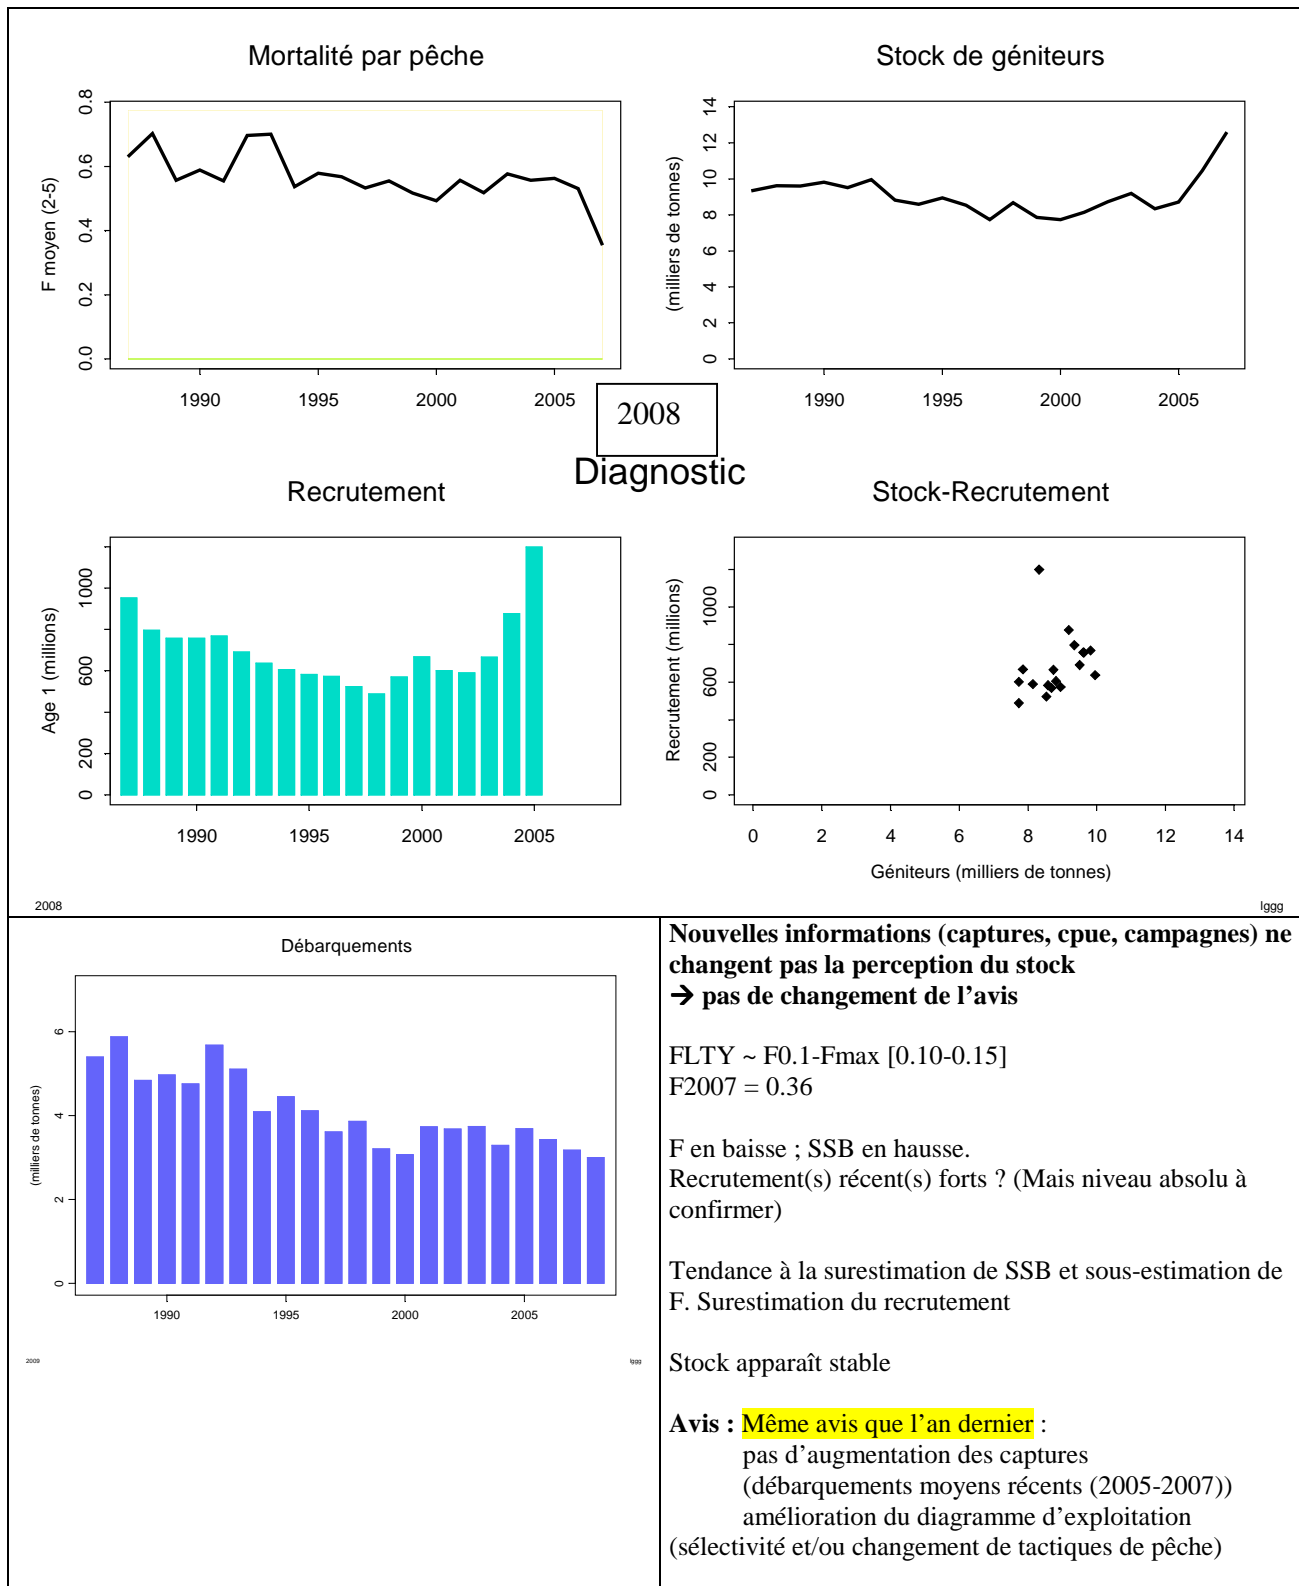 Mortalité par pêche
F moyen (2-5)
0.0 0.2 0.4 0.6 0.8
1990 1995 2000 2005
Stock de géniteurs
(milliers de tonnes)
0 2 4 6 8 10 12 14
1990 1995 2000 2005
2008
Diagnostic
Recrutement
Age 1 (millions)
0 200 600 1000
1990 1995 2000 2005
Stock-Recrutement
Recrutement (millions)
0 200 600 1000
0 2 4 6 8 10 12 14
Géniteurs (milliers de tonnes)
2008
lggg
Débarquements
(milliers de tonnes)
0 2 4 6
1990 1995 2000 2005
2009
lggg
Nouvelles informations (captures, cpue, campagnes) ne
changent pas la perception du stock
→ pas de changement de l’avis
FLTY ~ F0.1-Fmax [0.10-0.15]
F2007 = 0.36
F en baisse ; SSB en hausse.
Recrutement(s) récent(s) forts ? (Mais niveau absolu à
confirmer)
Tendance à la surestimation de SSB et sous-estimation de
F. Surestimation du recrutement
Stock apparaît stable
Avis : Même avis que l’an dernier :
pas d’augmentation des captures
(débarquements moyens récents (2005-2007))
amélioration du diagramme d’exploitation
(sélectivité et/ou changement de tactiques de pêche)